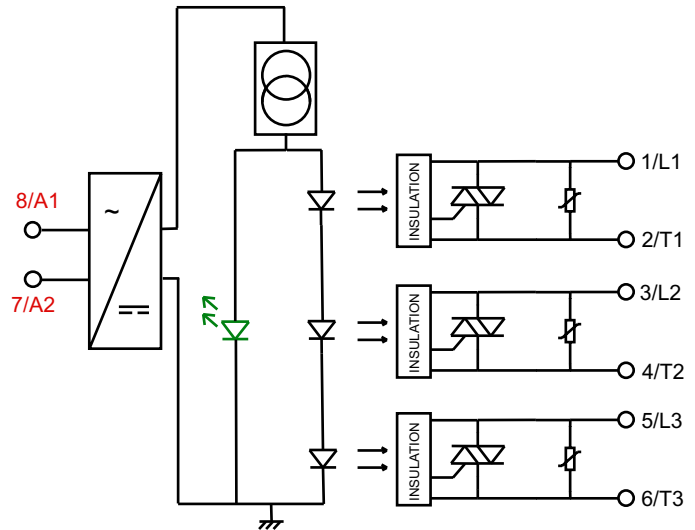 8/A1
7/A2
~
INSULATION
1/L1
2/T1
INSULATION
3/L2
4/T2
INSULATION
5/L3
6/T3